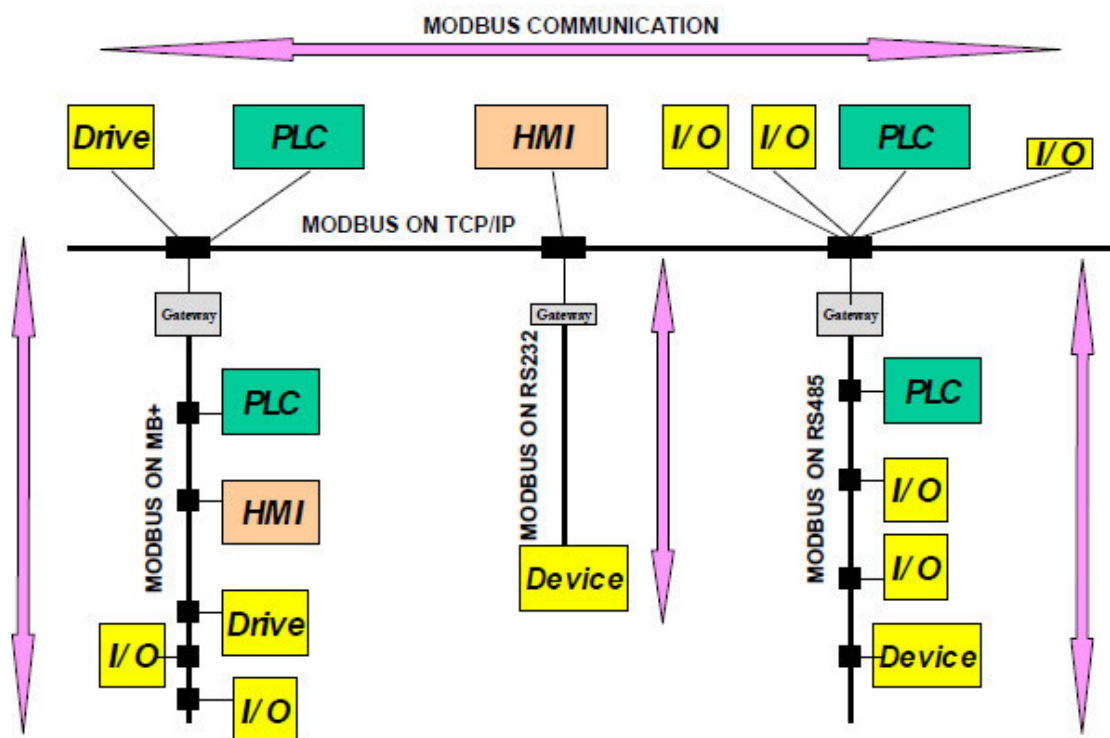 MODBUS COMMUNICATION
Drive
PLC
HMI
I/O
I/O
PLC
I/O
MODBUS ON TCP/IP
Gateway
Gateway
Gateway
MODBUS ON MB+
PLC
HMI
Drive
I/O
I/O
MODBUS ON RS232
Device
MODBUS ON RS485
PLC
I/O
I/O
Device